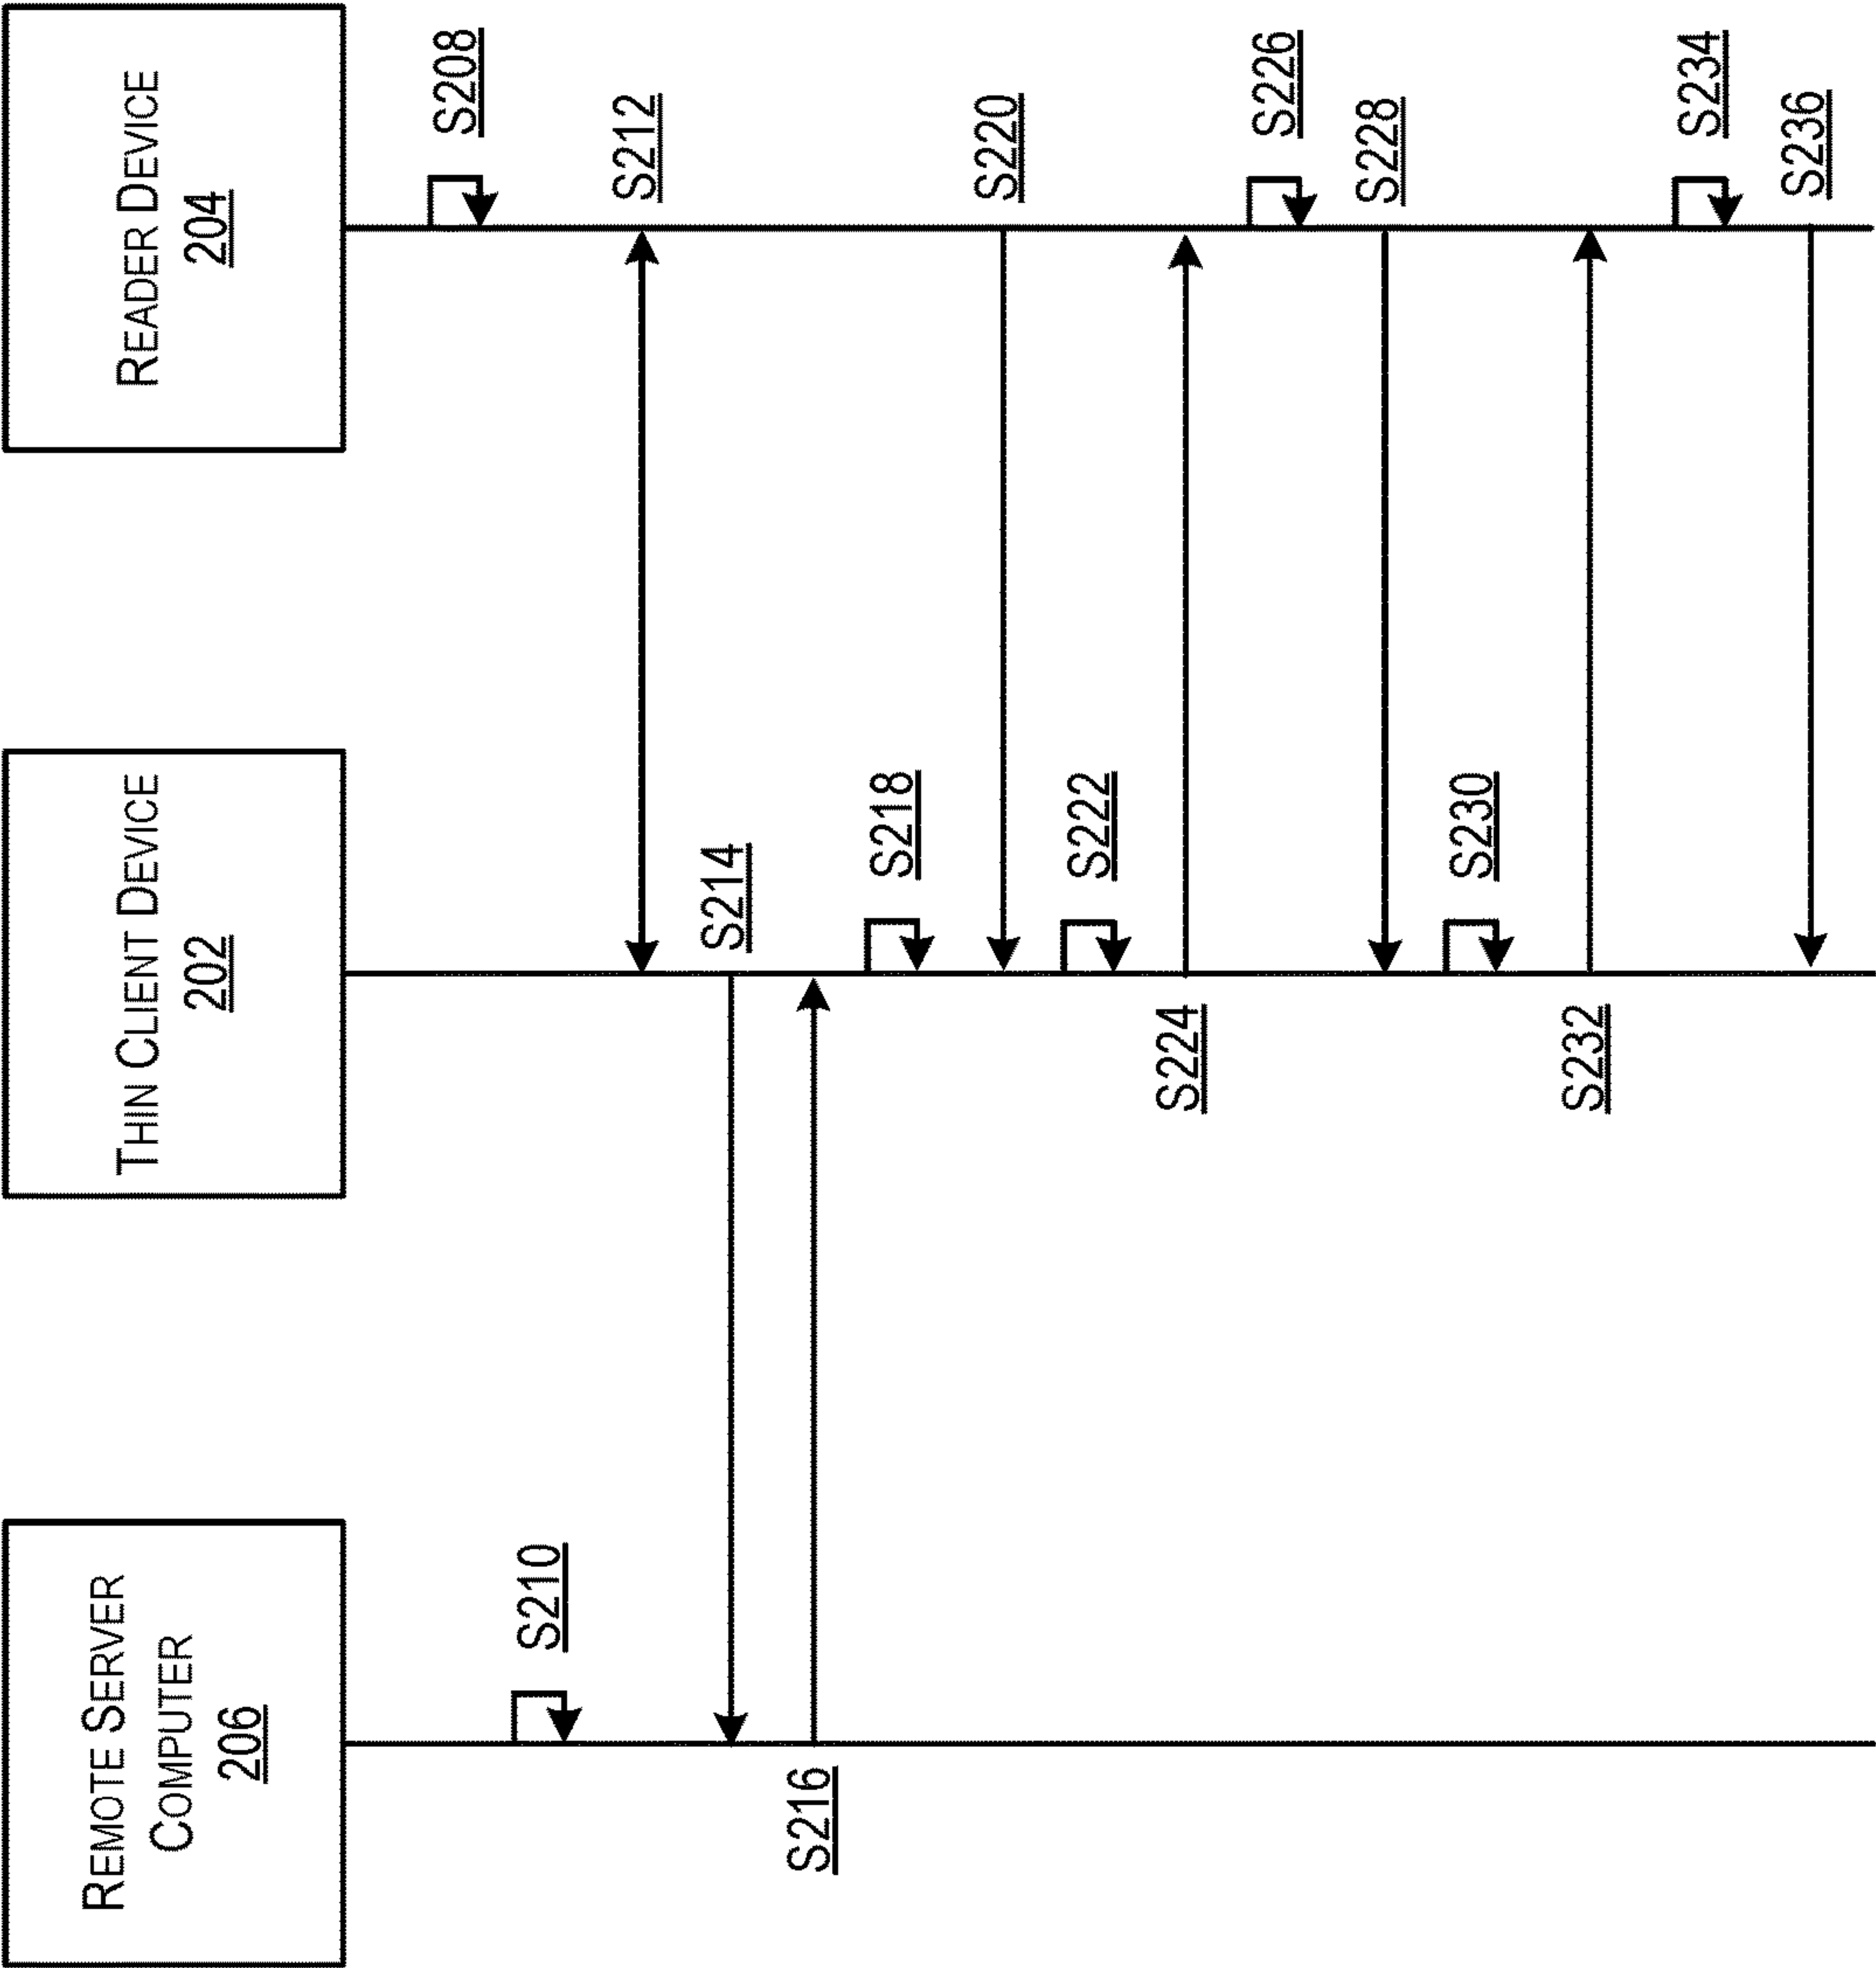 REMOTE SERVER
COMPUTER
206
THIN CLIENT DEVICE
202
READER DEVICE
204
S208
S210
S212
S214
S216
S218
S220
S222
S224
S226
S228
S230
S232
S234
S236